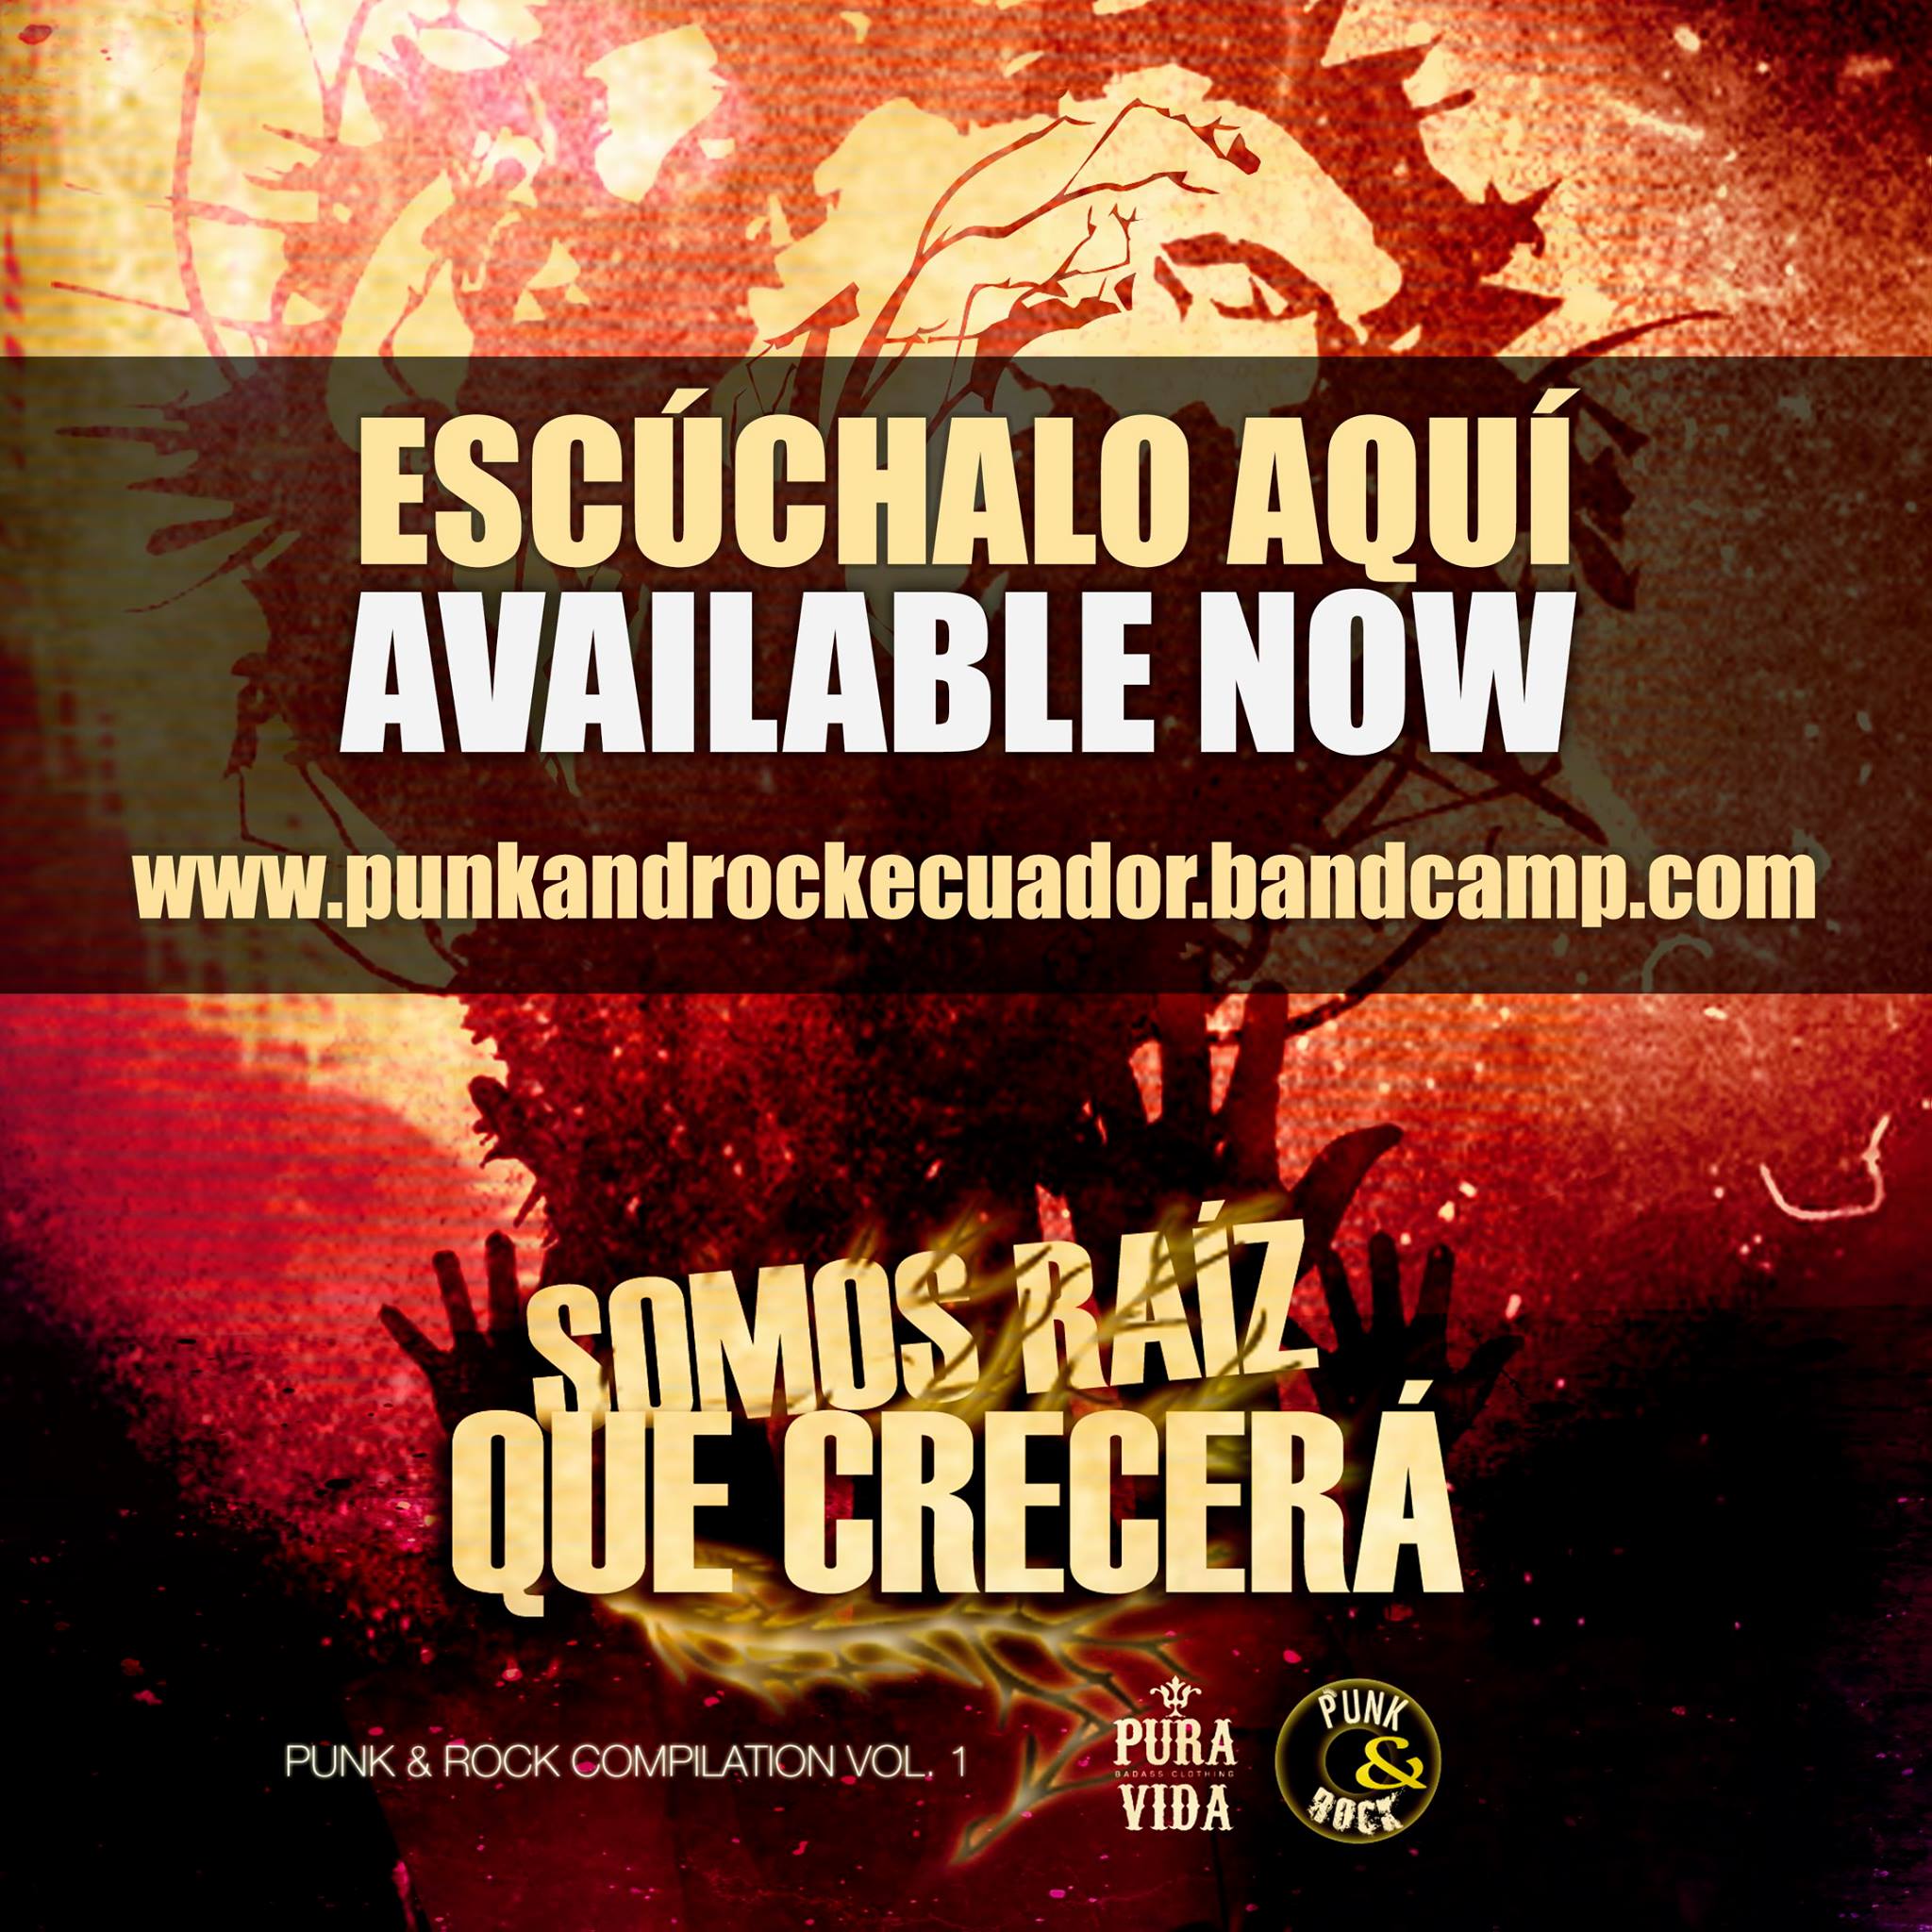 ESCÚCHALO AQUÍ
AVAILABLE NOW
www.punkandrockecuador.bandcamp.com
SOMOS RAÍZ
QUE CRECERÁ
PUNK & ROCK COMPILATION VOL. 1
PURA
BADASS CLOTHING
VIDA
PUNK
&
ROCK